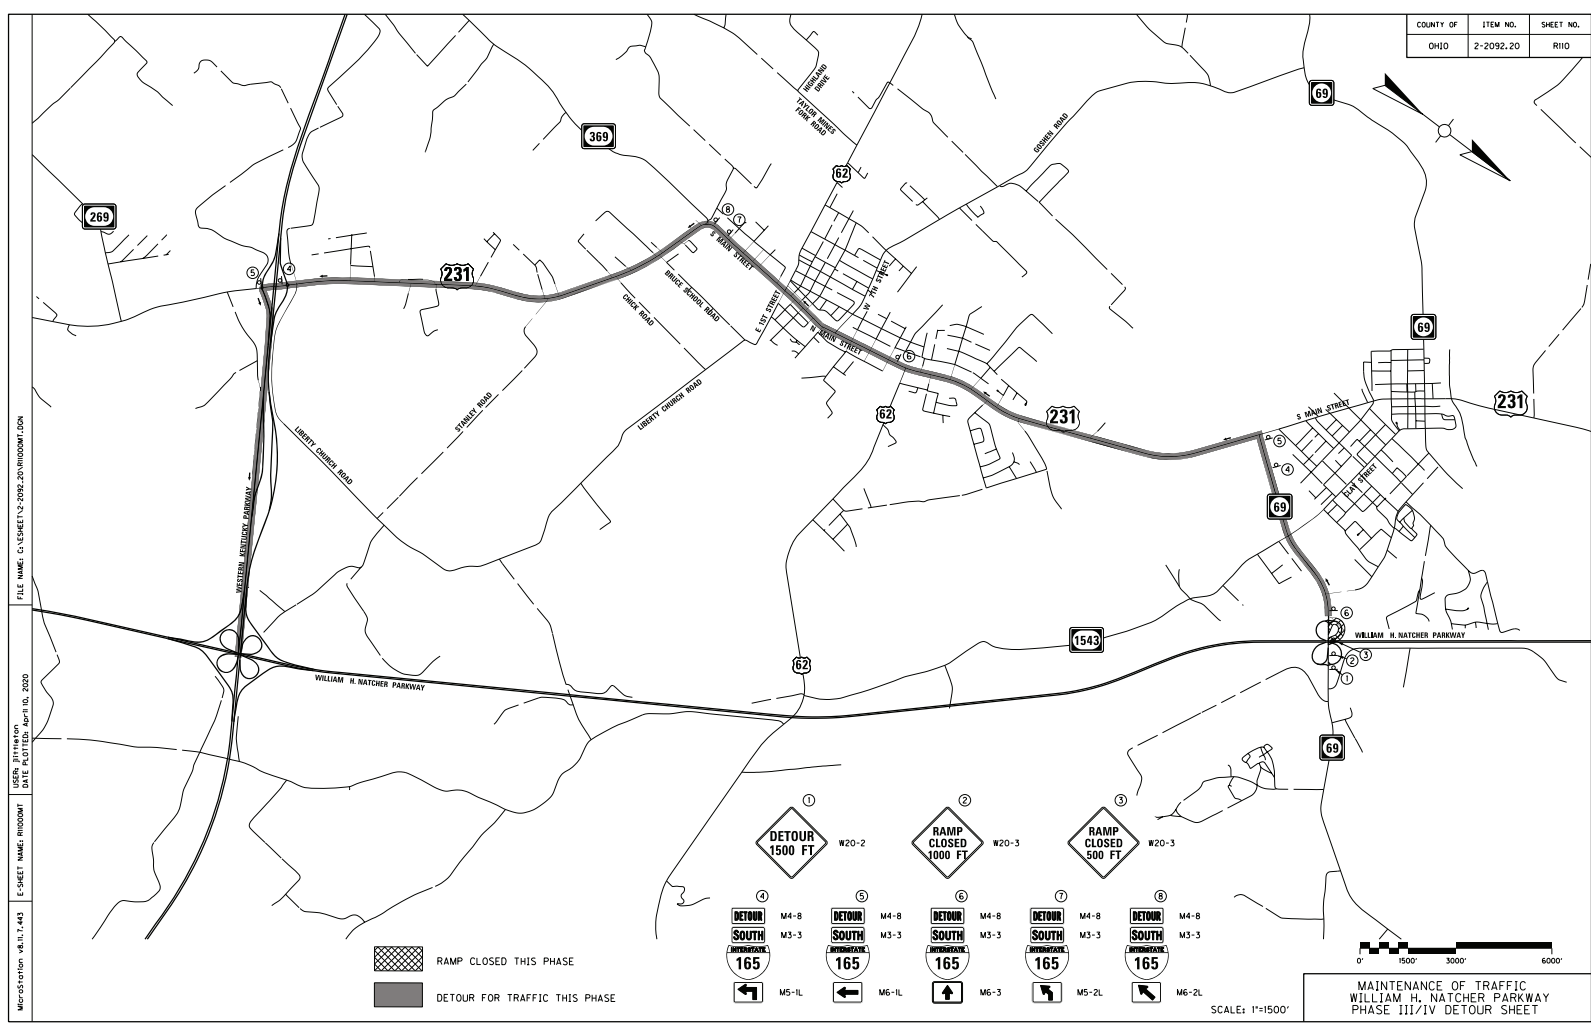 COUNTY OF
ITEM NO.
SHEET NO.
OHIO
2-2092.20
R110
HIGHLAND
DRIVE
TAYLOR MINES
FORK ROAD
69
369
GOSHEN ROAD
62
269
8
7
S MAIN STREET
5
4
231
W 7TH STREET
BRUCE SCHOOL ROAD
CHICK ROAD
E 1ST STREET
N MAIN STREET
6
69
STANLEY ROAD
LIBERTY CHURCH ROAD
62
231
S MAIN STREET
231
5
4
CLAY STREET
LIBERTY CHURCH ROAD
69
WESTERN KENTUCKY PARKWAY
6
WILLIAM H. NATCHER PARKWAY
1543
3
2
1
62
WILLIAM H. NATCHER PARKWAY
69
1
2
3
DETOUR
1500 FT
W20-2
RAMP
CLOSED
1000 FT
W20-3
RAMP
CLOSED
500 FT
W20-3
4
5
6
7
8
DETOUR M4-8 DETOUR M4-8 DETOUR M4-8 DETOUR M4-8 DETOUR M4-8
SOUTH M3-3 SOUTH M3-3 SOUTH M3-3 SOUTH M3-3 SOUTH M3-3
INTERSTATE INTERSTATE INTERSTATE INTERSTATE INTERSTATE
165 165 165 165 165
M5-1L M6-1L M6-3 M5-2L M6-2L
RAMP CLOSED THIS PHASE
DETOUR FOR TRAFFIC THIS PHASE
0' 1500' 3000' 6000'
SCALE: 1"=1500'
MAINTENANCE OF TRAFFIC
WILLIAM H. NATCHER PARKWAY
PHASE III/IV DETOUR SHEET
FILE NAME: C:\ESHEET\2-2092.20\R11000MT.DGN
DATE PLOTTED: April 10, 2020
E-SHEET NAME: R11000MT
MicroStation v8.11.7.443